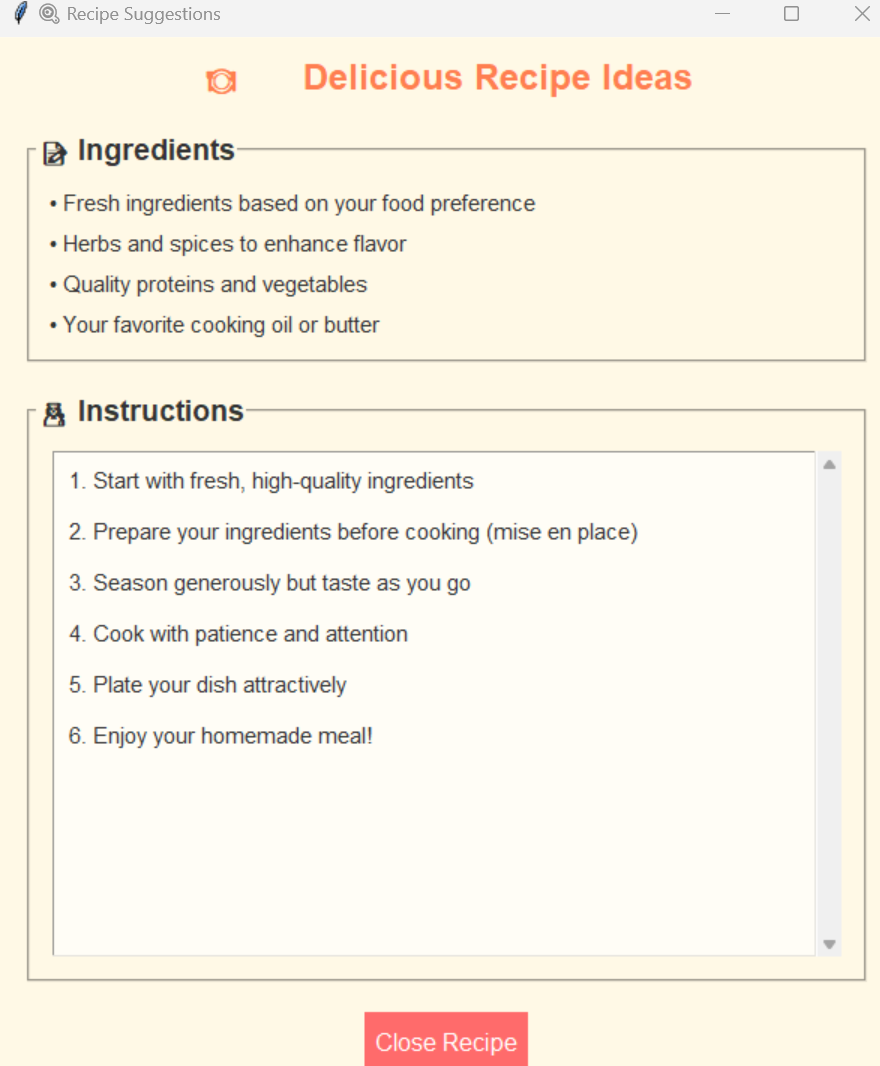 Recipe Suggestions
Delicious Recipe Ideas
Ingredients
• Fresh ingredients based on your food preference
• Herbs and spices to enhance flavor
• Quality proteins and vegetables
• Your favorite cooking oil or butter
Instructions
1. Start with fresh, high-quality ingredients
2. Prepare your ingredients before cooking (mise en place)
3. Season generously but taste as you go
4. Cook with patience and attention
5. Plate your dish attractively
6. Enjoy your homemade meal!
Close Recipe